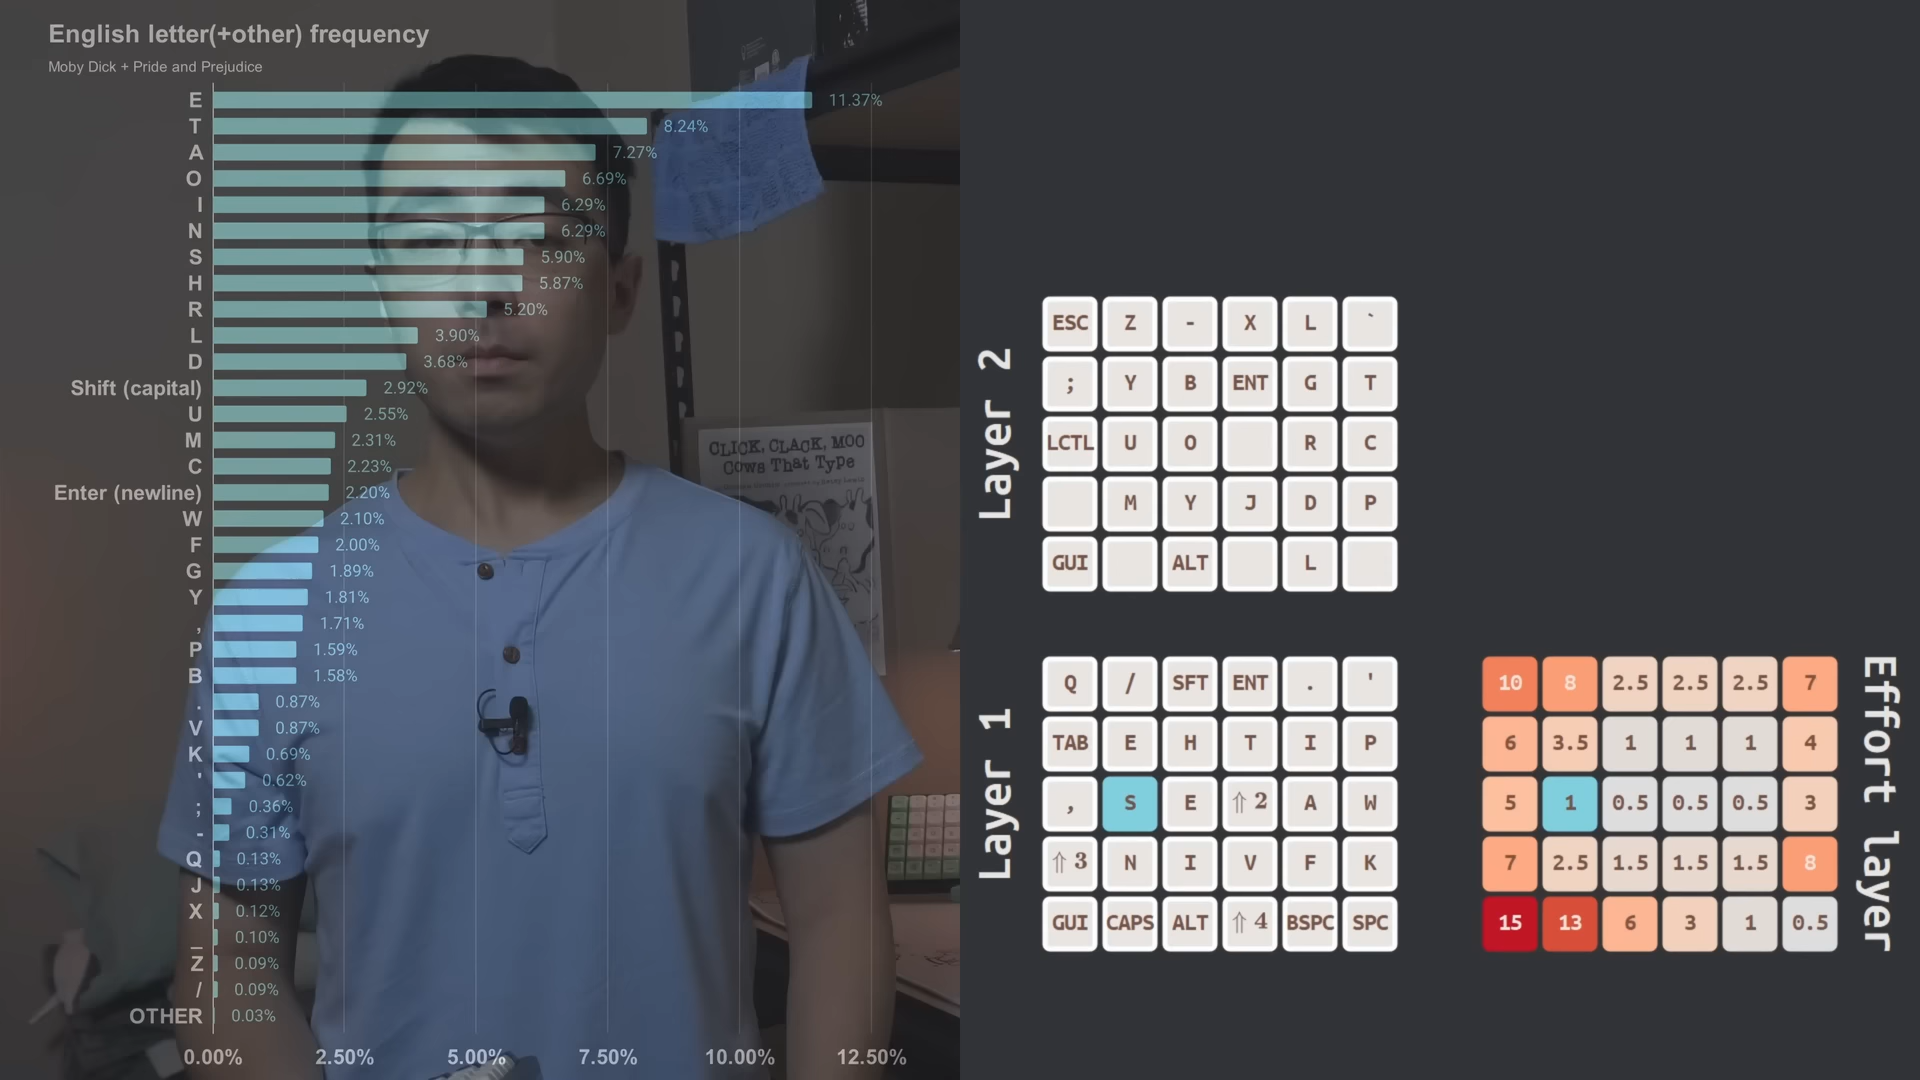 English letter(+other) frequency
Moby Dick + Pride and Prejudice
E 11.37%
T 8.24%
A 7.27%
O 6.69%
I 6.29%
N 6.29%
S 5.90%
H 5.87%
R 5.20%
L 3.90%
D 3.68%
Shift (capital) 2.92%
U 2.55%
M 2.31%
C 2.23%
Enter (newline) 2.20%
W 2.10%
F 2.00%
G 1.89%
Y 1.81%
, 1.71%
P 1.59%
B 1.58%
. 0.87%
V 0.87%
K 0.69%
' 0.62%
; 0.36%
- 0.31%
Q 0.13%
J 0.13%
X 0.12%
_ 0.10%
Z 0.09%
/ 0.09%
OTHER 0.03%
0.00% 2.50% 5.00% 7.50% 10.00% 12.50%
CLICK, CLACK, MOO
Cows That Type
Layer 2
ESC Z - X L `
; Y B ENT G T
LCTL U O R C
M Y J D P
GUI ALT L
Layer 1
Q / SFT ENT . '
TAB E H T I P
, S E ⇑2 A W
⇑3 N I V F K
GUI CAPS ALT ⇑4 BSPC SPC
10 8 2.5 2.5 2.5 7
6 3.5 1 1 1 4
5 1 0.5 0.5 0.5 3
7 2.5 1.5 1.5 1.5 8
15 13 6 3 1 0.5
Effort layer